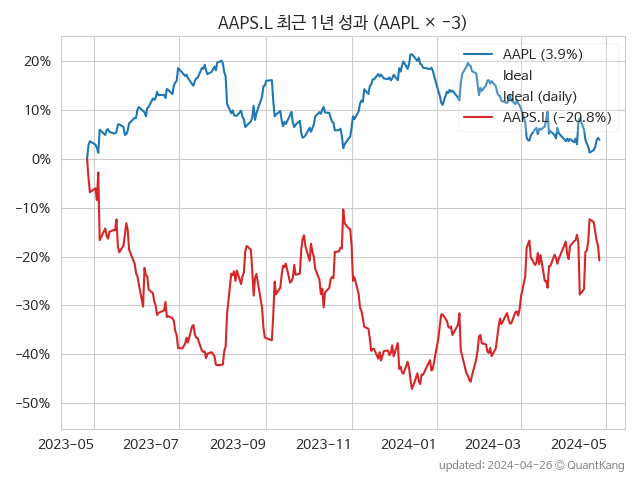 AAPS.L 최근 1년 성과 (AAPL × −3)
20%
10%
0%
−10%
−20%
−30%
−40%
−50%
AAPL (3.9%)
Ideal
Ideal (daily)
AAPS.L (−20.8%)
2023-05
2023-07
2023-09
2023-11
2024-01
2024-03
2024-05
updated: 2024-04-26 © QuantKang